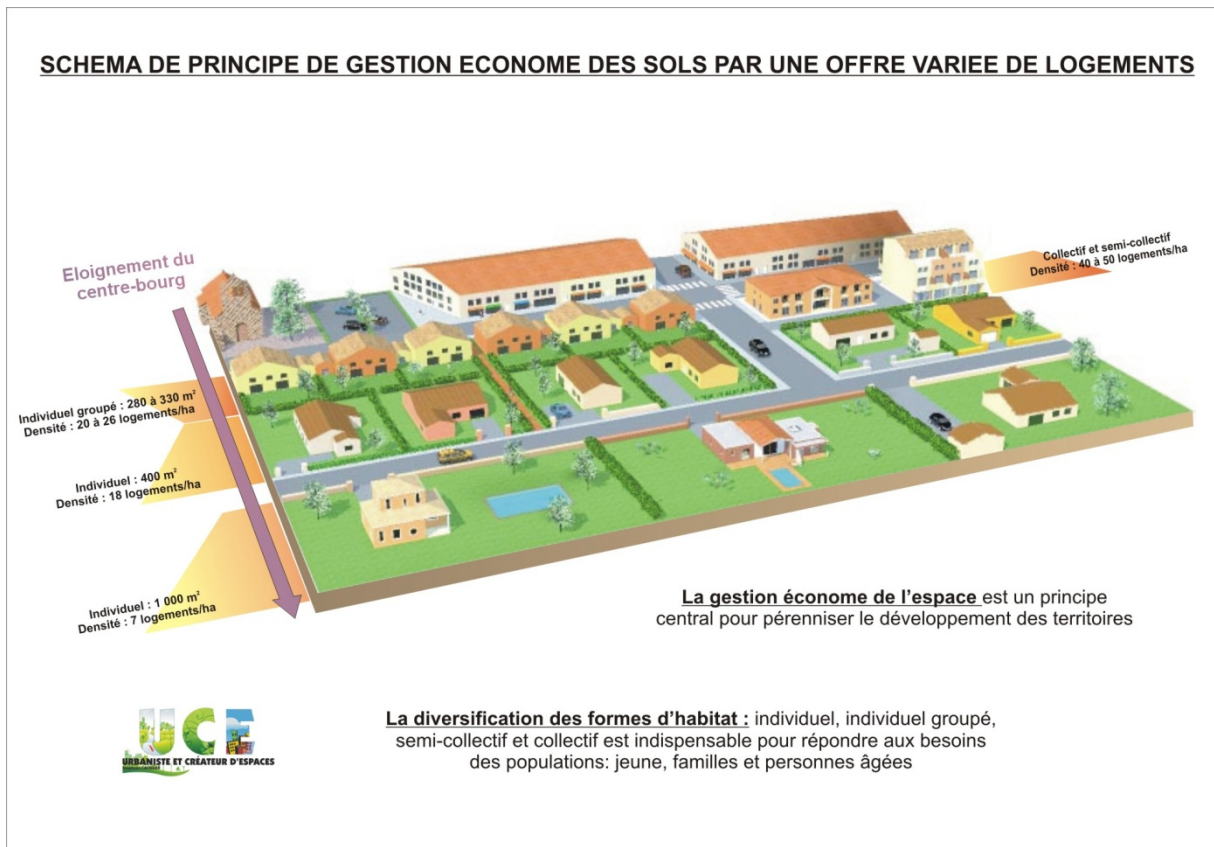 SCHEMA DE PRINCIPE DE GESTION ECONOME DES SOLS PAR UNE OFFRE VARIEE DE LOGEMENTS
Eloignement du
centre-bourg
Collectif et semi-collectif
Densité : 40 à 50 logements/ha
Individuel groupé : 280 à 330 m²
Densité : 20 à 26 logements/ha
Individuel : 400 m²
Densité : 18 logements/ha
Individuel : 1 000 m²
Densité : 7 logements/ha
La gestion économe de l’espace est un principe
central pour pérenniser le développement des territoires
La diversification des formes d’habitat : individuel, individuel groupé,
semi-collectif et collectif est indispensable pour répondre aux besoins
des populations: jeune, familles et personnes âgées
UCE
URBANISTE ET CRÉATEUR D’ESPACES